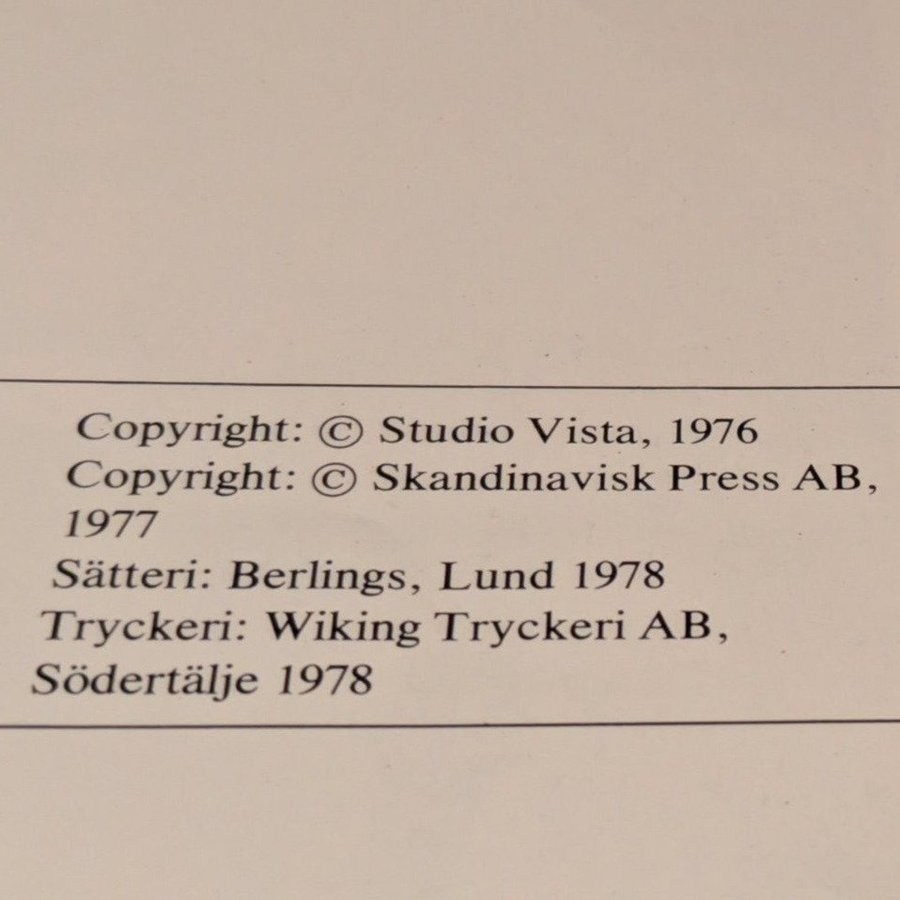 Copyright: © Studio Vista, 1976
Copyright: © Skandinavisk Press AB,
1977
Sätteri: Berlings, Lund 1978
Tryckeri: Wiking Tryckeri AB,
Södertälje 1978